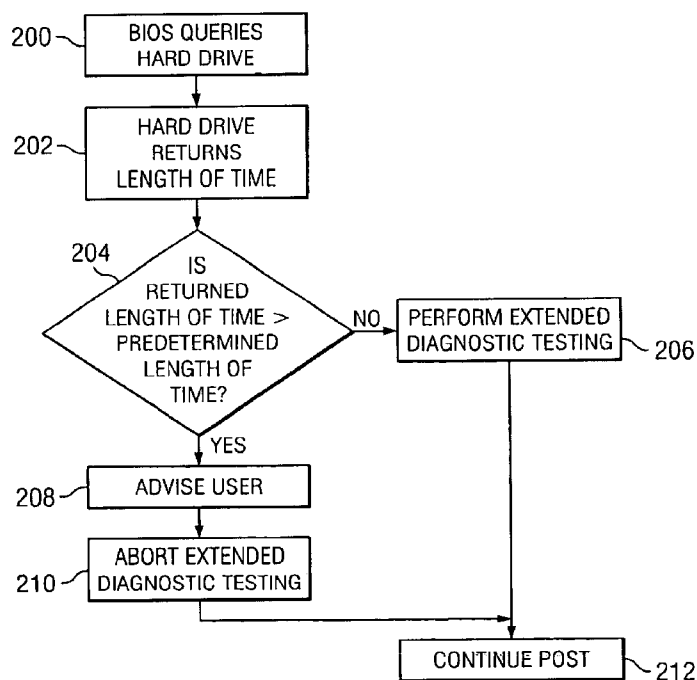 200
BIOS QUERIES
HARD DRIVE
202
HARD DRIVE
RETURNS
LENGTH OF TIME
204
IS
RETURNED
LENGTH OF TIME >
PREDETERMINED
LENGTH OF
TIME?
NO
PERFORM EXTENDED
DIAGNOSTIC TESTING
206
YES
208
ADVISE USER
210
ABORT EXTENDED
DIAGNOSTIC TESTING
CONTINUE POST
212